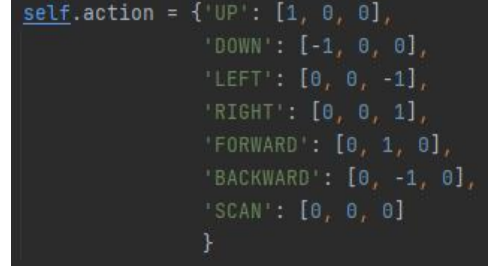 self.action = {'UP': [1, 0, 0],
'DOWN': [-1, 0, 0],
'LEFT': [0, 0, -1],
'RIGHT': [0, 0, 1],
'FORWARD': [0, 1, 0],
'BACKWARD': [0, -1, 0],
'SCAN': [0, 0, 0]
}